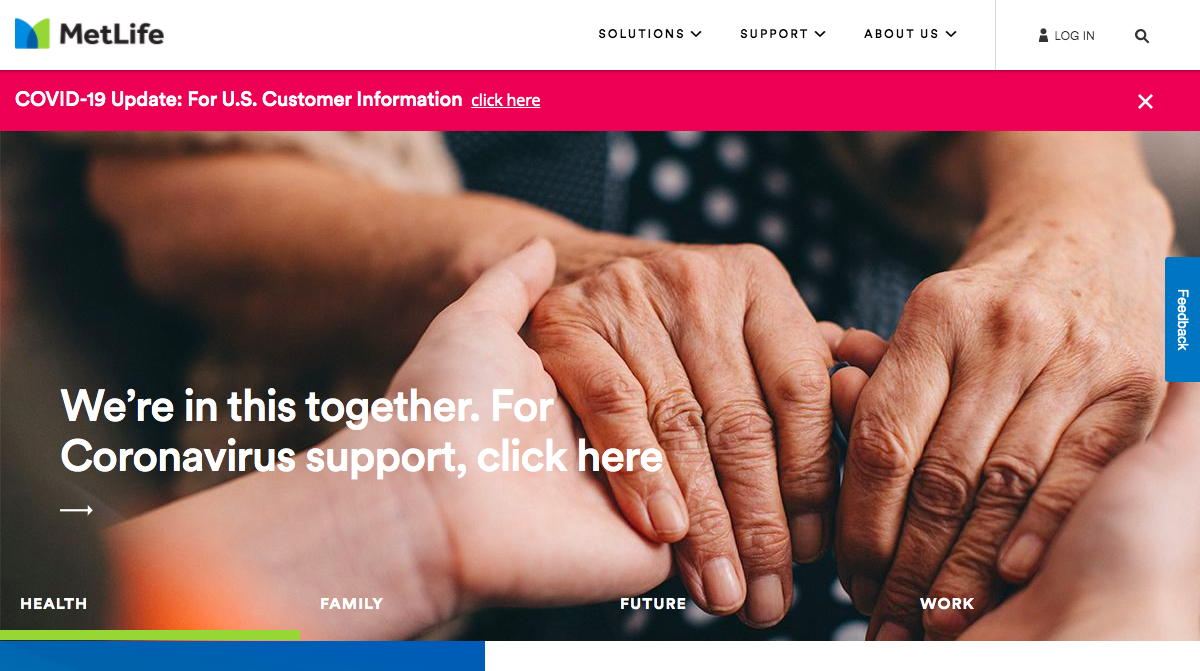 MetLife
SOLUTIONS
SUPPORT
ABOUT US
LOG IN
COVID-19 Update: For U.S. Customer Information click here
Feedback
We're in this together. For
Coronavirus support, click here
HEALTH
FAMILY
FUTURE
WORK